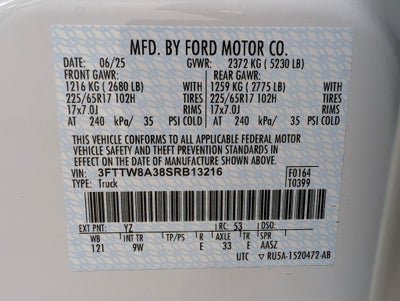 MFD. BY FORD MOTOR CO.
DATE: 06/25 GVWR: 2372 KG ( 5230 LB)
FRONT GAWR: REAR GAWR:
1216 KG ( 2680 LB) WITH 1259 KG ( 2775 LB) WITH
225/65R17 102H TIRES 225/65R17 102H TIRES
17x7.0J RIMS 17x7.0J RIMS
AT 240 kPa/ 35 PSI COLD AT 240 kPa/ 35 PSI COLD
THIS VEHICLE CONFORMS TO ALL APPLICABLE FEDERAL MOTOR
VEHICLE SAFETY AND THEFT PREVENTION STANDARDS IN
EFFECT ON THE DATE OF MANUFACTURE SHOWN ABOVE.
VIN: 3FTTW8A38SRB13216 F0164
TYPE: Truck T0399
EXT PNT: YZ RC: 53 DSO:
WB INT TR TP/PS R AXLE TR SPR
121 9W E 33 E AASZ
UTC ▼ RU5A-1520472-AB